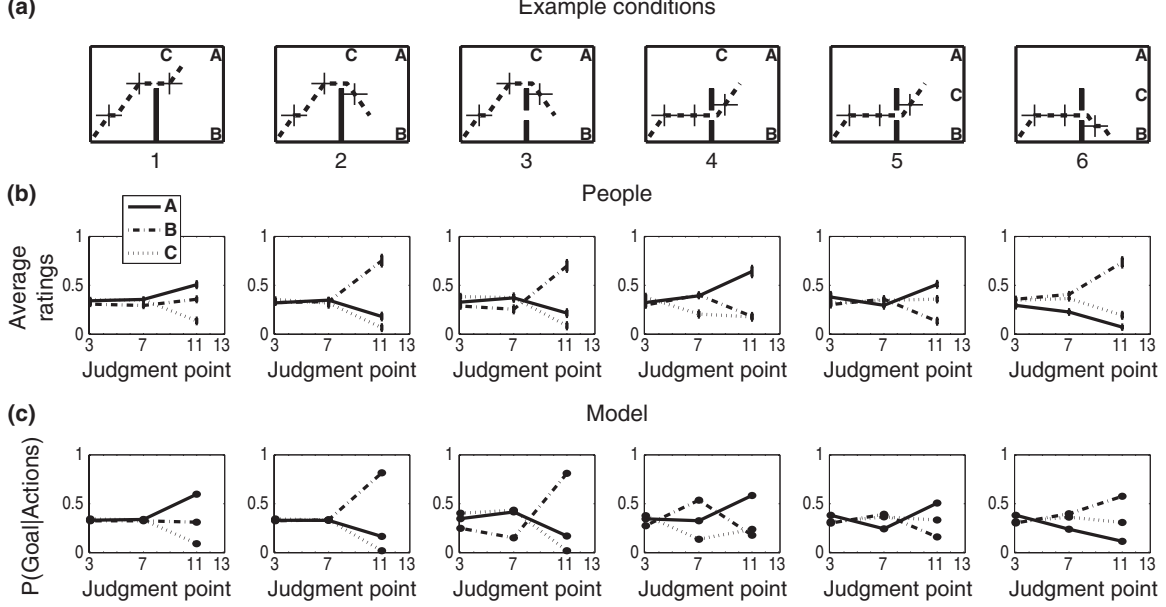 (a)
Example conditions
C A
B
1
C A
B
2
C A
B
3
C A
B
4
A
C
B
5
A
C
B
6
(b)
People
A
B
C
Average
ratings
1
0.5
0
3 7 11 13
Judgment point
1
0.5
0
3 7 11 13
Judgment point
1
0.5
0
3 7 11 13
Judgment point
1
0.5
0
3 7 11 13
Judgment point
1
0.5
0
3 7 11 13
Judgment point
1
0.5
0
3 7 11 13
Judgment point
(c)
Model
P(Goal|Actions)
1
0.5
0
3 7 11 13
Judgment point
1
0.5
0
3 7 11 13
Judgment point
1
0.5
0
3 7 11 13
Judgment point
1
0.5
0
3 7 11 13
Judgment point
1
0.5
0
3 7 11 13
Judgment point
1
0.5
0
3 7 11 13
Judgment point